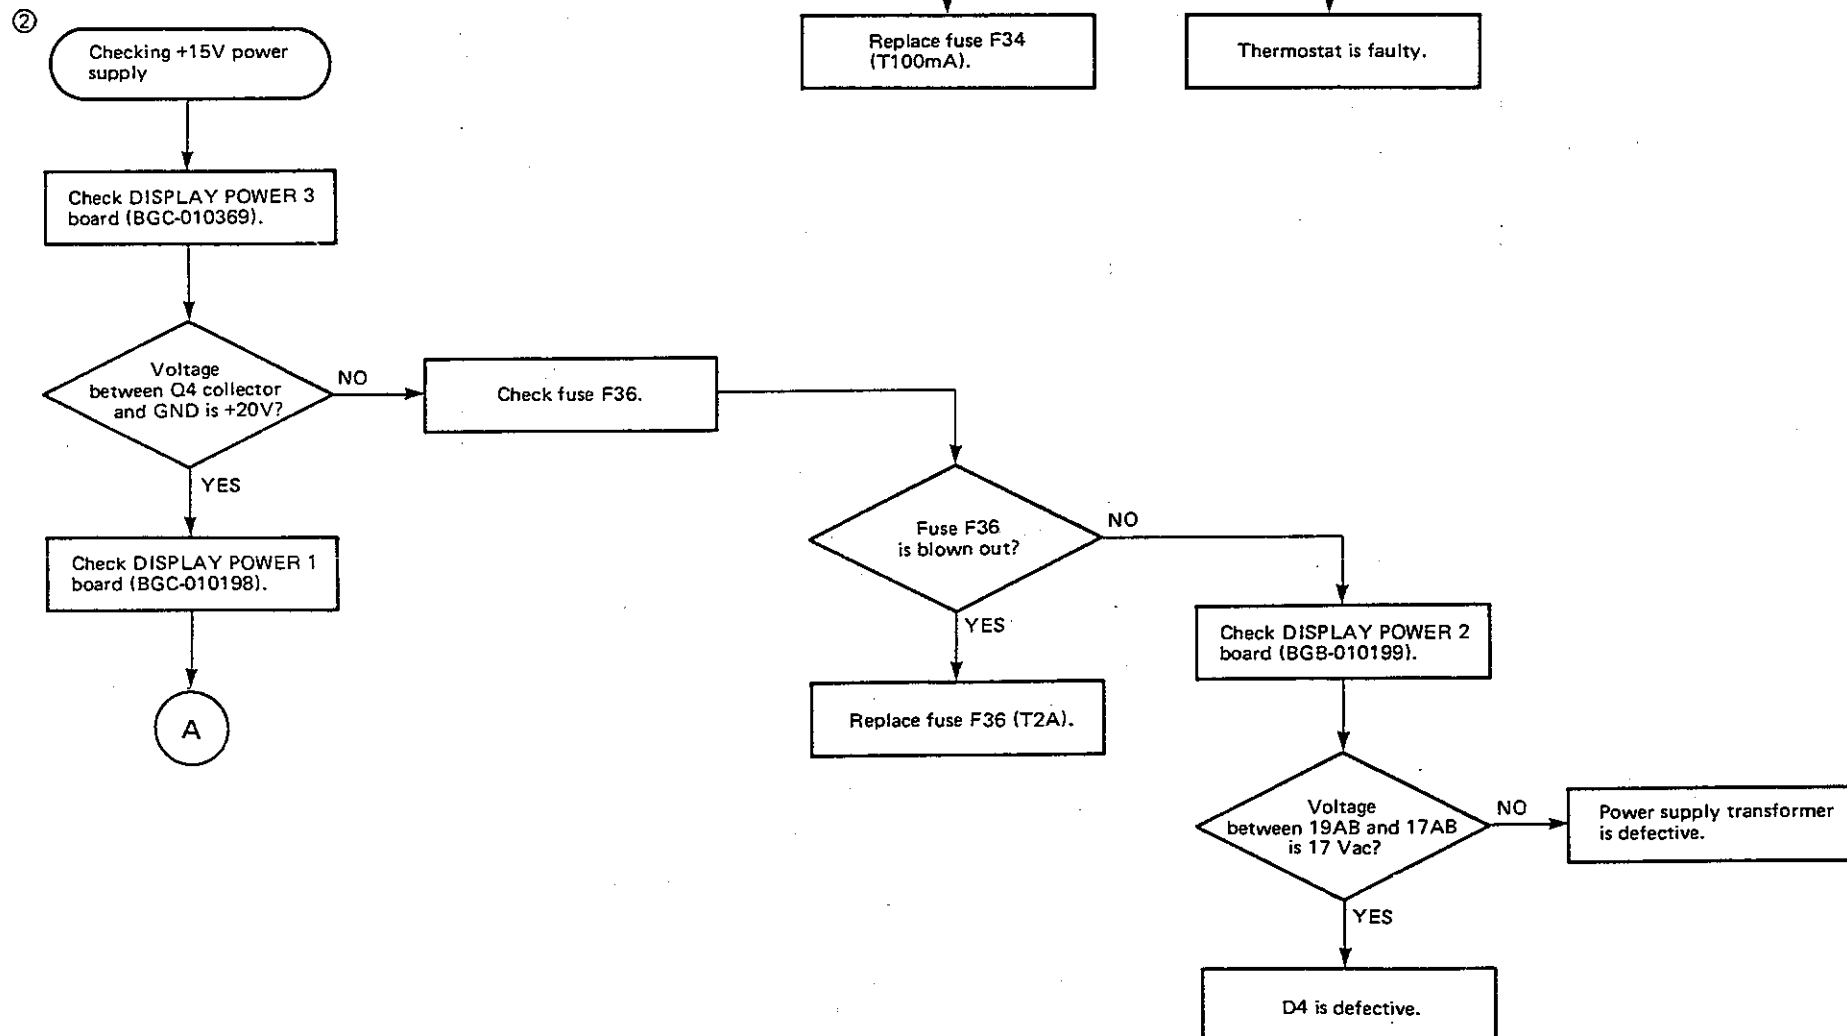 ②
Checking +15V power
supply
Replace fuse F34
(T100mA).
Thermostat is faulty.
Check DISPLAY POWER 3
board (BGC-010369).
Voltage
between Q4 collector
and GND is +20V?
NO
Check fuse F36.
YES
Check DISPLAY POWER 1
board (BGC-010198).
A
Fuse F36
is blown out?
NO
YES
Replace fuse F36 (T2A).
Check DISPLAY POWER 2
board (BGB-010199).
Voltage
between 19AB and 17AB
is 17 Vac?
NO
Power supply transformer
is defective.
YES
D4 is defective.